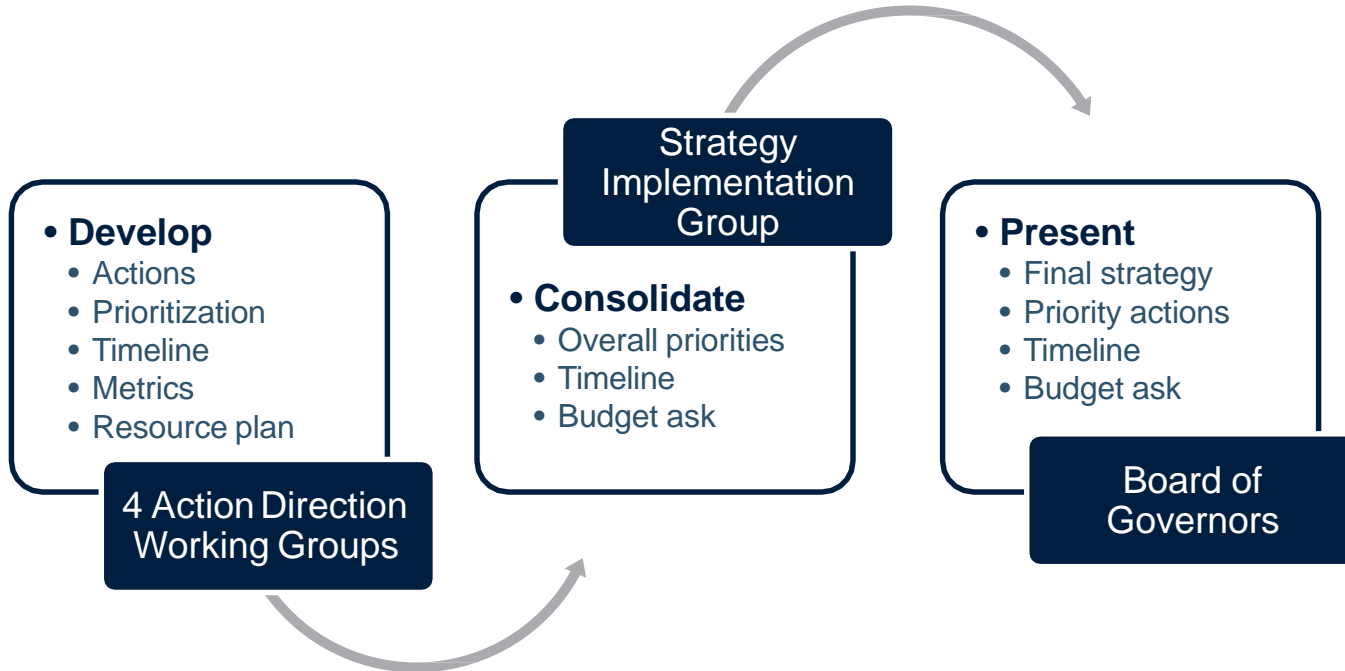 • Develop
• Actions
• Prioritization
• Timeline
• Metrics
• Resource plan
4 Action Direction
Working Groups
Strategy
Implementation
Group
• Consolidate
• Overall priorities
• Timeline
• Budget ask
• Present
• Final strategy
• Priority actions
• Timeline
• Budget ask
Board of
Governors